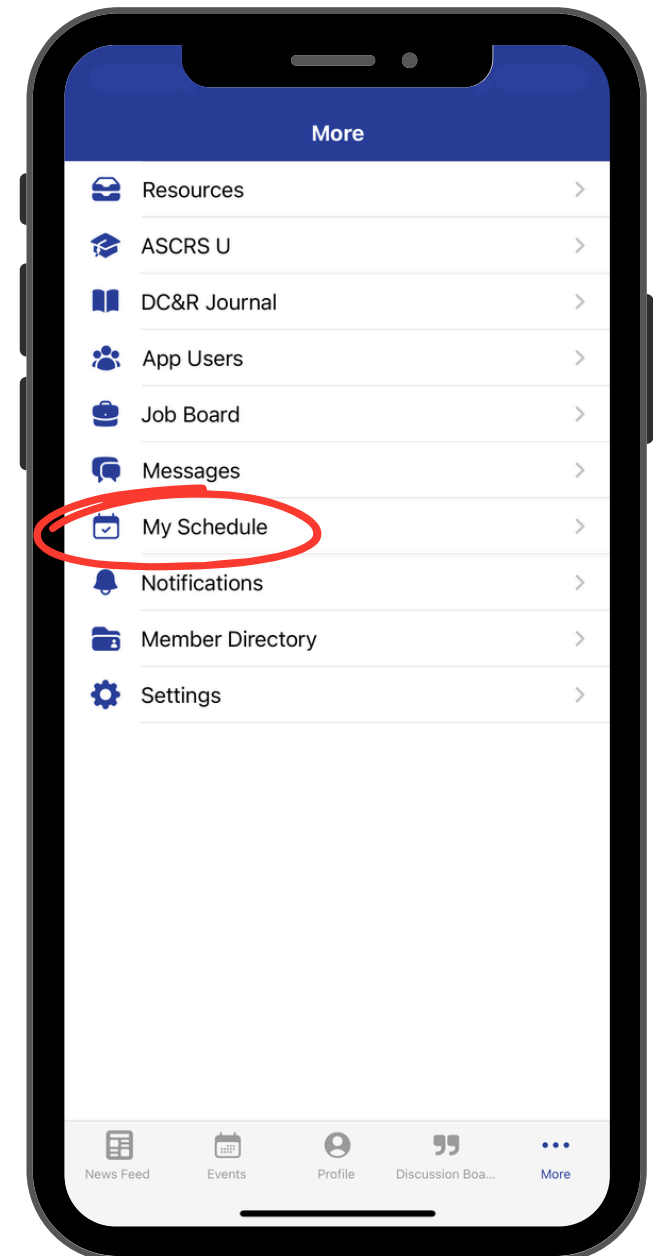 More
Resources
ASCRS U
DC&R Journal
App Users
Job Board
Messages
My Schedule
Notifications
Member Directory
Settings
News Feed
Events
Profile
Discussion Boa...
More